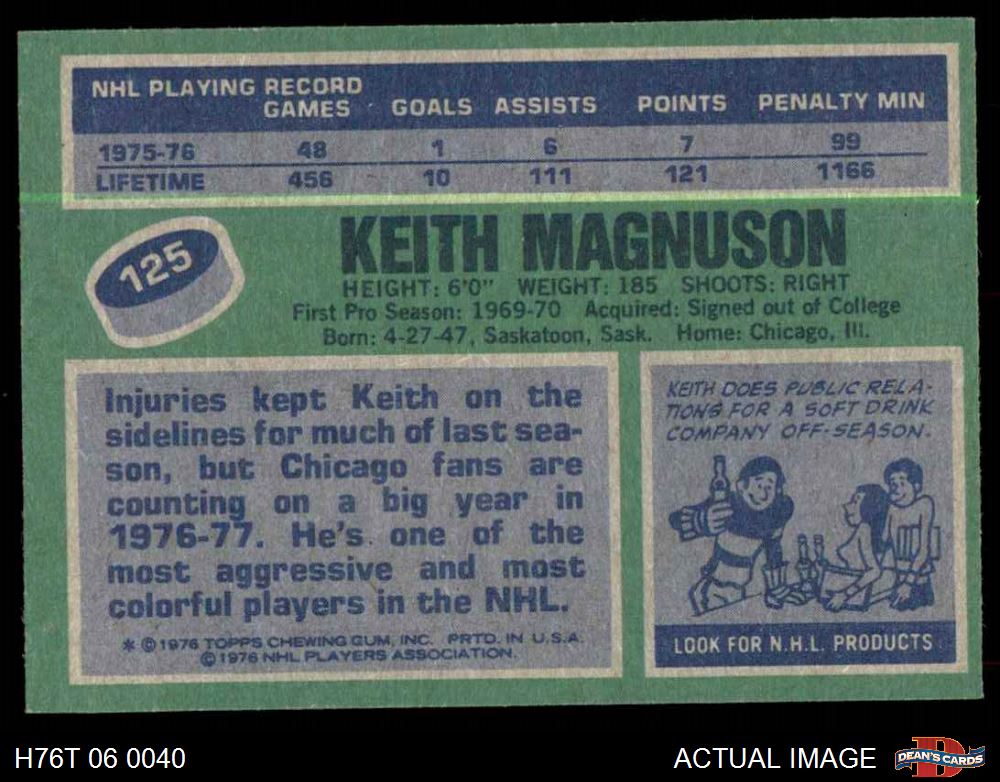 NHL PLAYING RECORD
GAMES GOALS ASSISTS POINTS PENALTY MIN
1975-76 48 1 6 7 99
LIFETIME 456 10 111 121 1166
125
KEITH MAGNUSON
HEIGHT: 6'0" WEIGHT: 185 SHOOTS: RIGHT
First Pro Season: 1969-70 Acquired: Signed out of College
Born: 4-27-47, Saskatoon, Sask. Home: Chicago, Ill.
Injuries kept Keith on the
sidelines for much of last sea-
son, but Chicago fans are
counting on a big year in
1976-77. He's one of the
most aggressive and most
colorful players in the NHL.
* © 1976 TOPPS CHEWING GUM, INC. PRTD. IN U.S.A.
© 1976 NHL PLAYERS ASSOCIATION.
KEITH DOES PUBLIC RELA-
TIONS FOR A SOFT DRINK
COMPANY OFF-SEASON.
LOOK FOR N.H.L. PRODUCTS
H76T 06 0040
ACTUAL IMAGE
D
DEAN'S CARDS